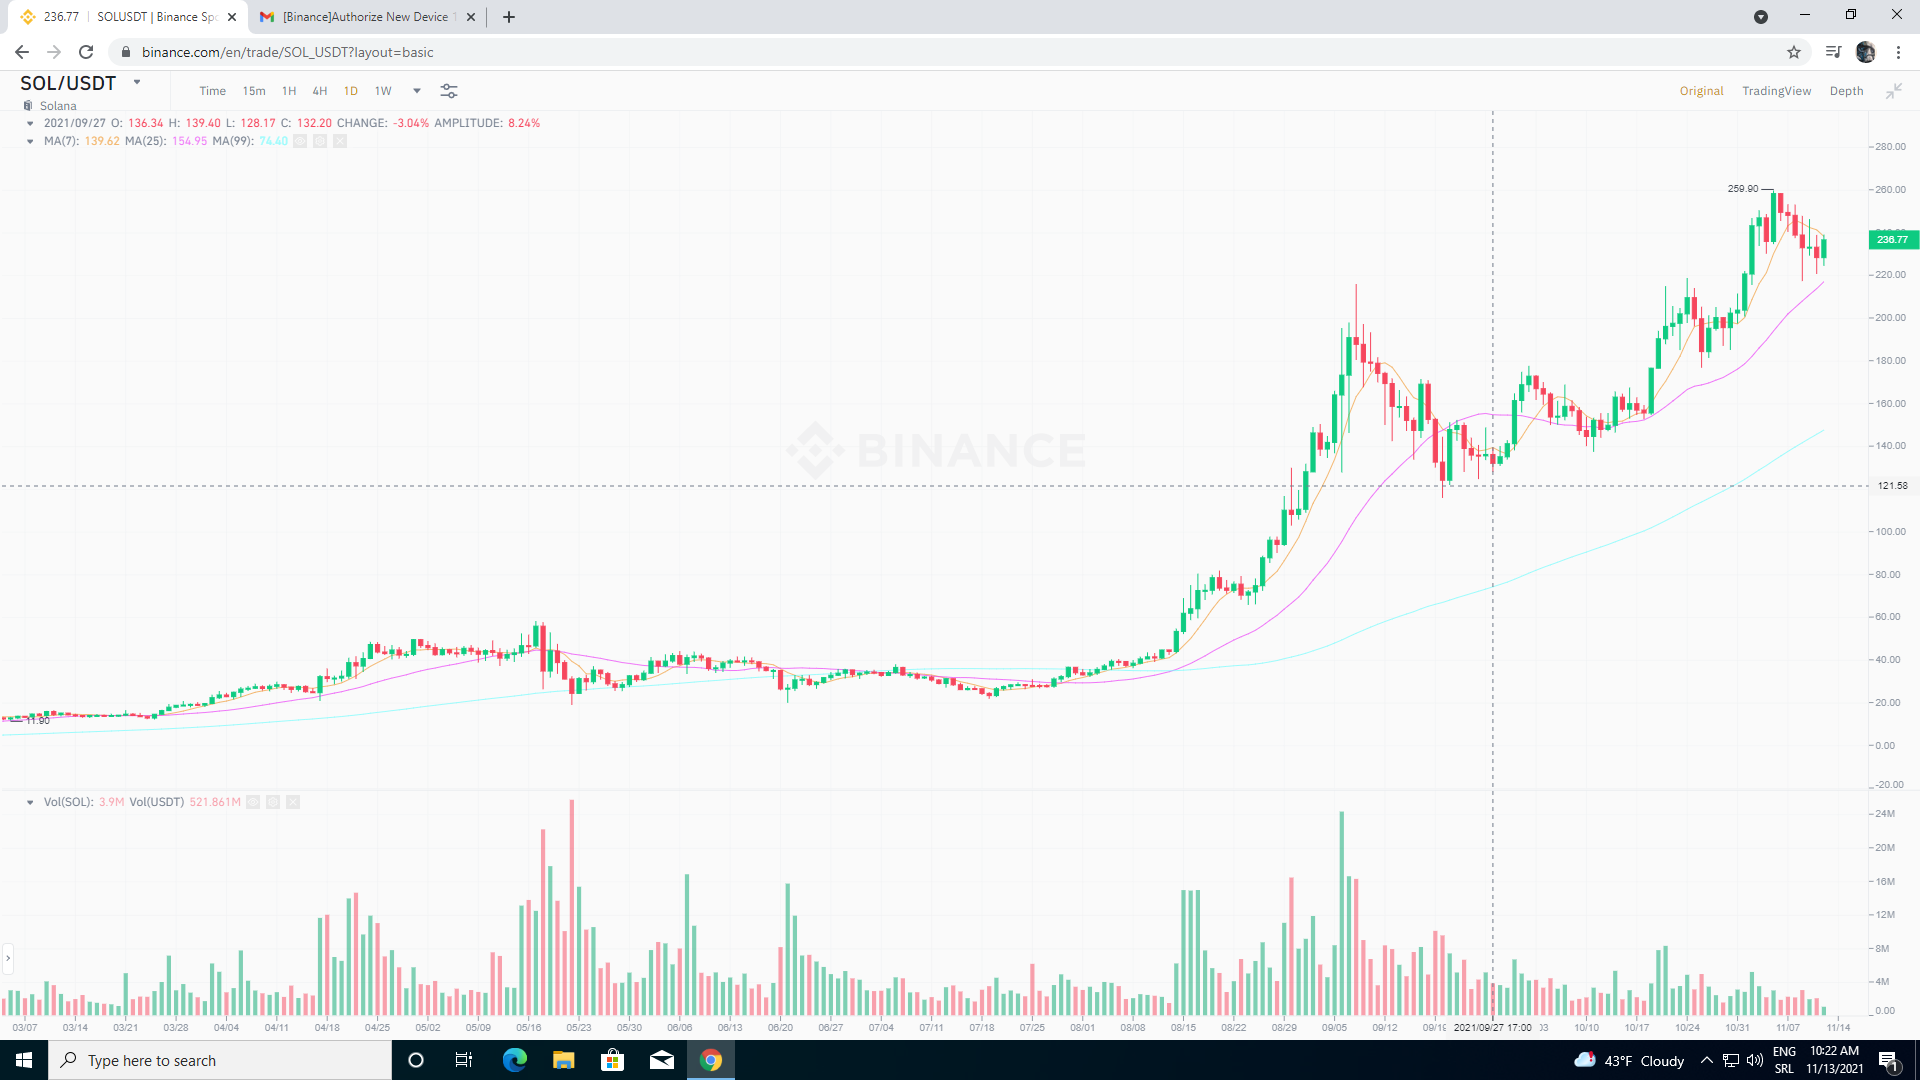 236.77 | SOLUSDT | Binance Spo
[Binance]Authorize New Device 1
binance.com/en/trade/SOL_USDT?layout=basic
SOL/USDT
Solana
Time 15m 1H 4H 1D 1W
Original TradingView Depth
2021/09/27 O: 136.34 H: 139.40 L: 128.17 C: 132.20 CHANGE: -3.04% AMPLITUDE: 8.24%
MA(7): 139.62 MA(25): 154.95 MA(99): 74.40
280.00
259.90
260.00
236.77
220.00
200.00
180.00
160.00
140.00
BINANCE
121.58
100.00
80.00
60.00
40.00
20.00
11.90
0.00
-20.00
Vol(SOL): 3.9M Vol(USDT) 521.861M
24M
20M
16M
12M
8M
4M
0.00
03/07 03/14 03/21 03/28 04/04 04/11 04/18 04/25 05/02 05/09 05/16 05/23 05/30 06/06 06/13 06/20 06/27 07/04 07/11 07/18 07/25 08/01 08/08 08/15 08/22 08/29 09/05 09/12 09/19 2021/09/27 17:00 03 10/10 10/17 10/24 10/31 11/07 11/14
Type here to search
43°F Cloudy
ENG
SRL
10:22 AM
11/13/2021
1